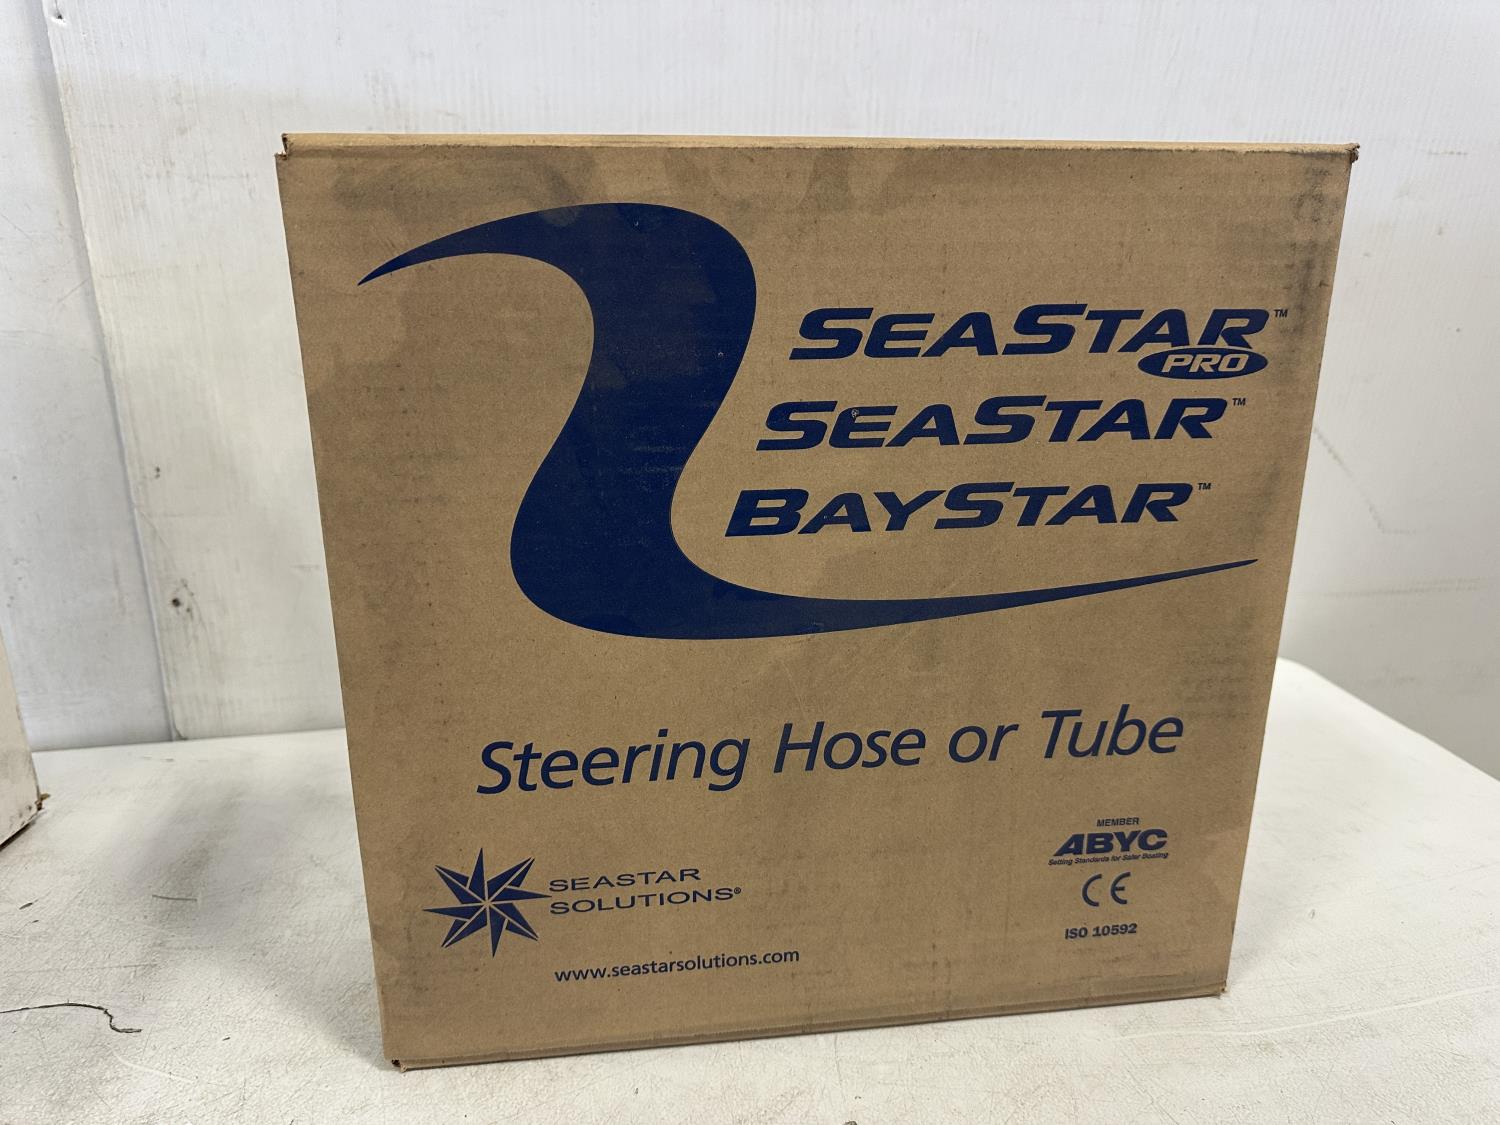 SEASTAR™
PRO
SEASTAR™
BAYSTAR™
Steering Hose or Tube
SEASTAR
SOLUTIONS®
www.seastarsolutions.com
MEMBER
ABYC
Setting Standards for Safer Boating
CE
ISO 10592